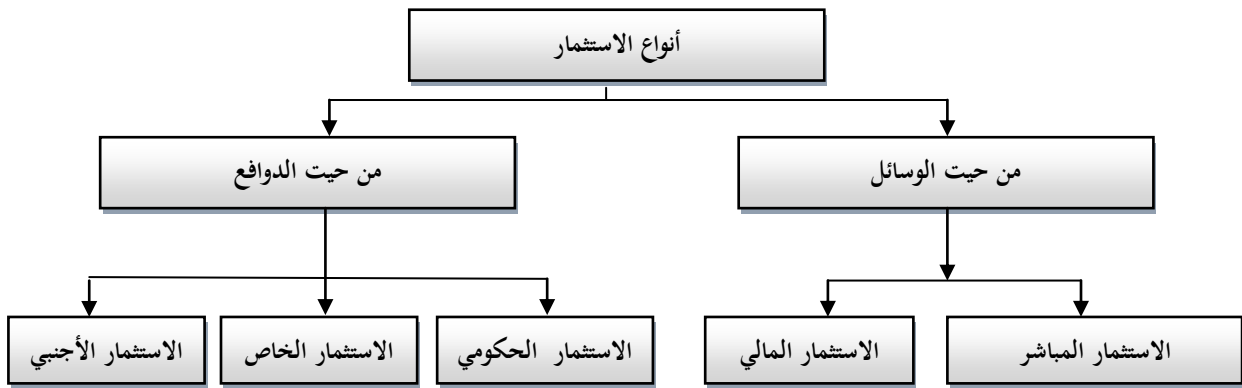 أنواع الاستثمار
من حيت الوسائل
من حيت الدوافع
الاستثمار المباشر
الاستثمار المالي
الاستثمار الحكومي
الاستثمار الخاص
الاستثمار الأجنبي